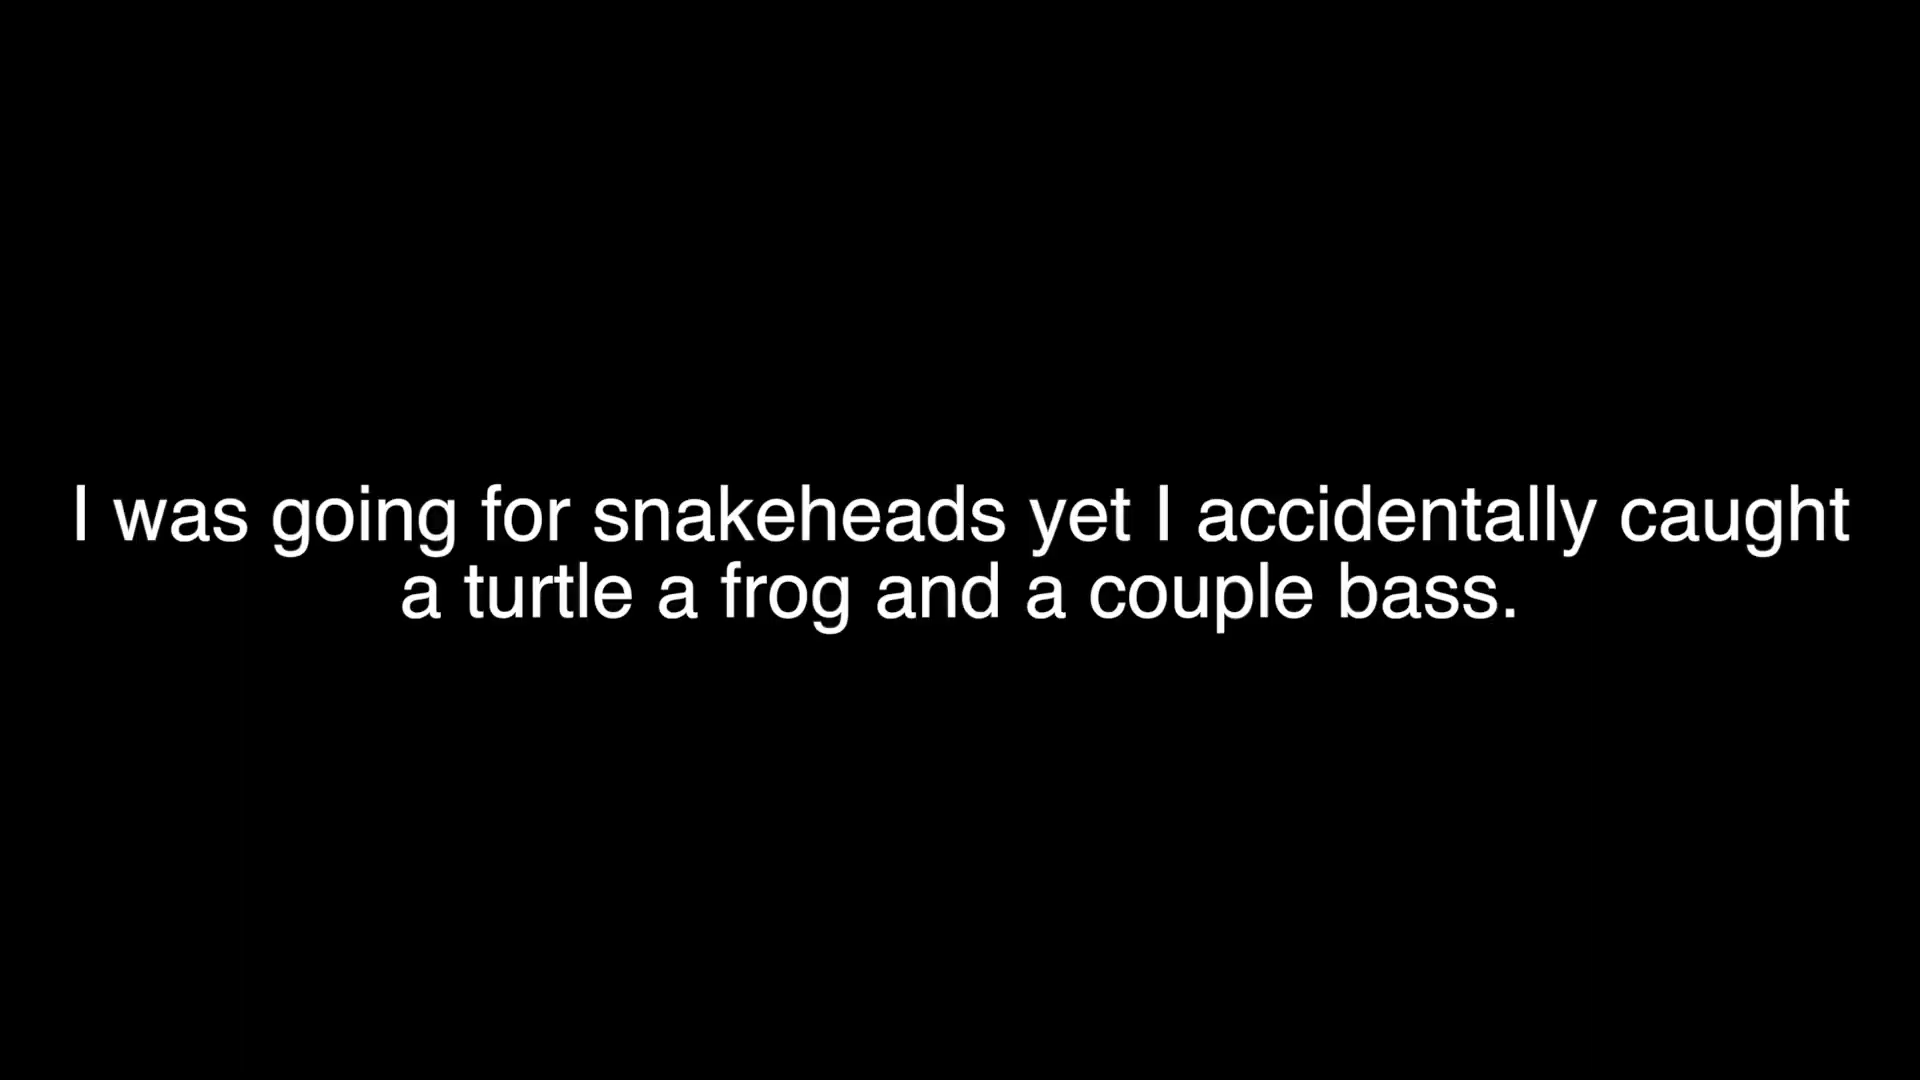 I was going for snakeheads yet I accidentally caught
a turtle a frog and a couple bass.